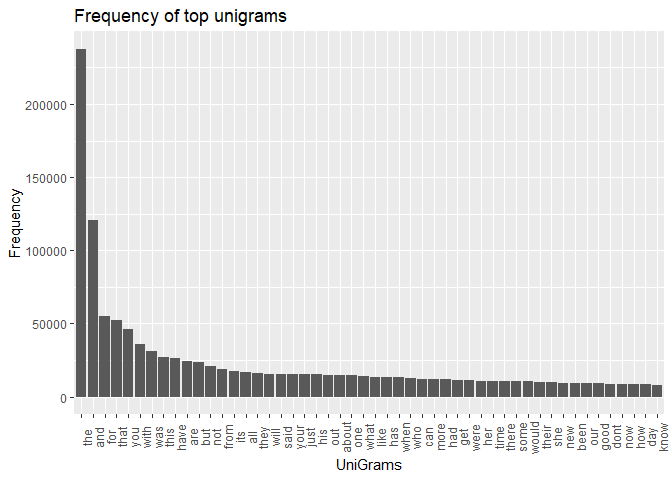 Frequency of top unigrams
Frequency
200000
150000
100000
50000
0
the and for that you with was this have are but not from its all they will said your just his out about one what like has when who can more had get were her time there some would their she new been our good dont now how day know
UniGrams